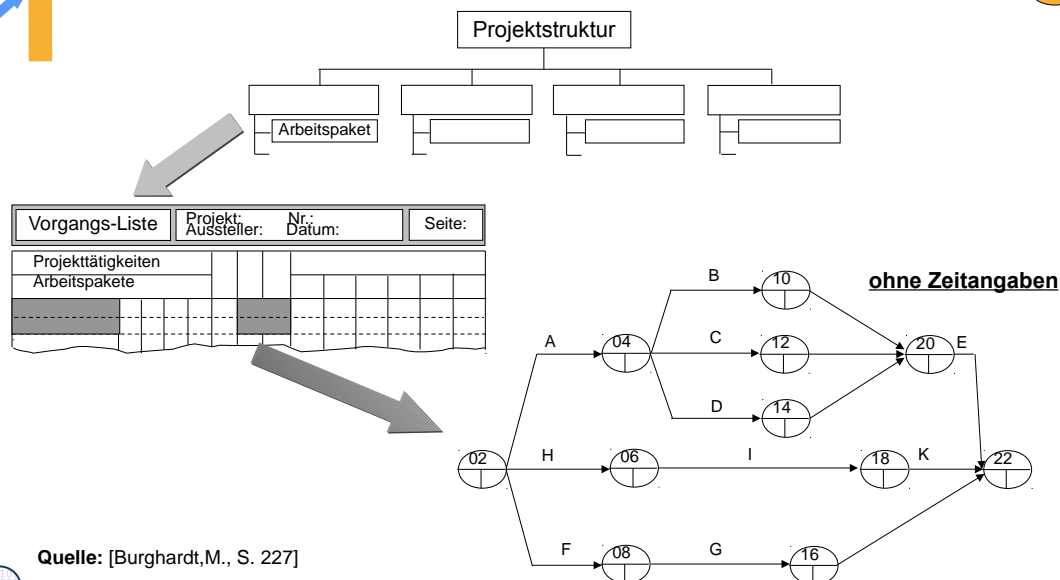 Projektstruktur
Arbeitspaket
Vorgangs-Liste
Projekt: Nr.:
Aussteller: Datum:
Seite:
Projekttätigkeiten
Arbeitspakete
ohne Zeitangaben
B
10
A
04
C
12
20
E
D
14
02
H
06
I
18
K
22
F
08
G
16
Quelle: [Burghardt,M., S. 227]